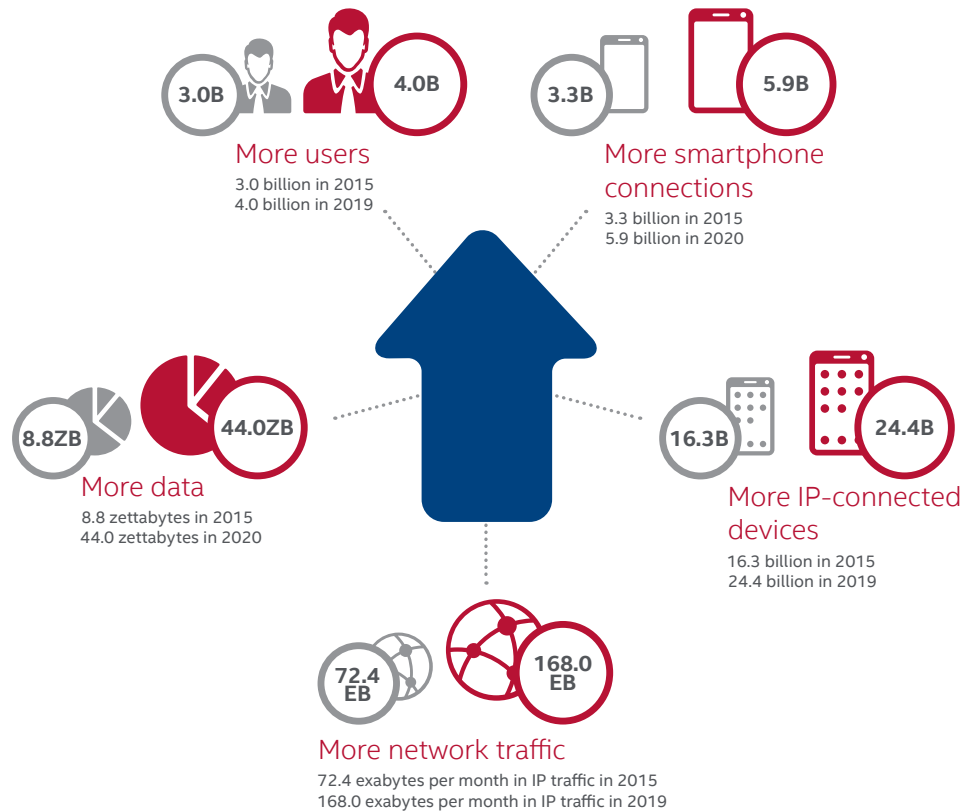 3.0B
4.0B
More users
3.0 billion in 2015
4.0 billion in 2019
3.3B
5.9B
More smartphone
connections
3.3 billion in 2015
5.9 billion in 2020
8.8ZB
44.0ZB
More data
8.8 zettabytes in 2015
44.0 zettabytes in 2020
16.3B
24.4B
More IP-connected
devices
16.3 billion in 2015
24.4 billion in 2019
72.4
EB
168.0
EB
More network traffic
72.4 exabytes per month in IP traffic in 2015
168.0 exabytes per month in IP traffic in 2019